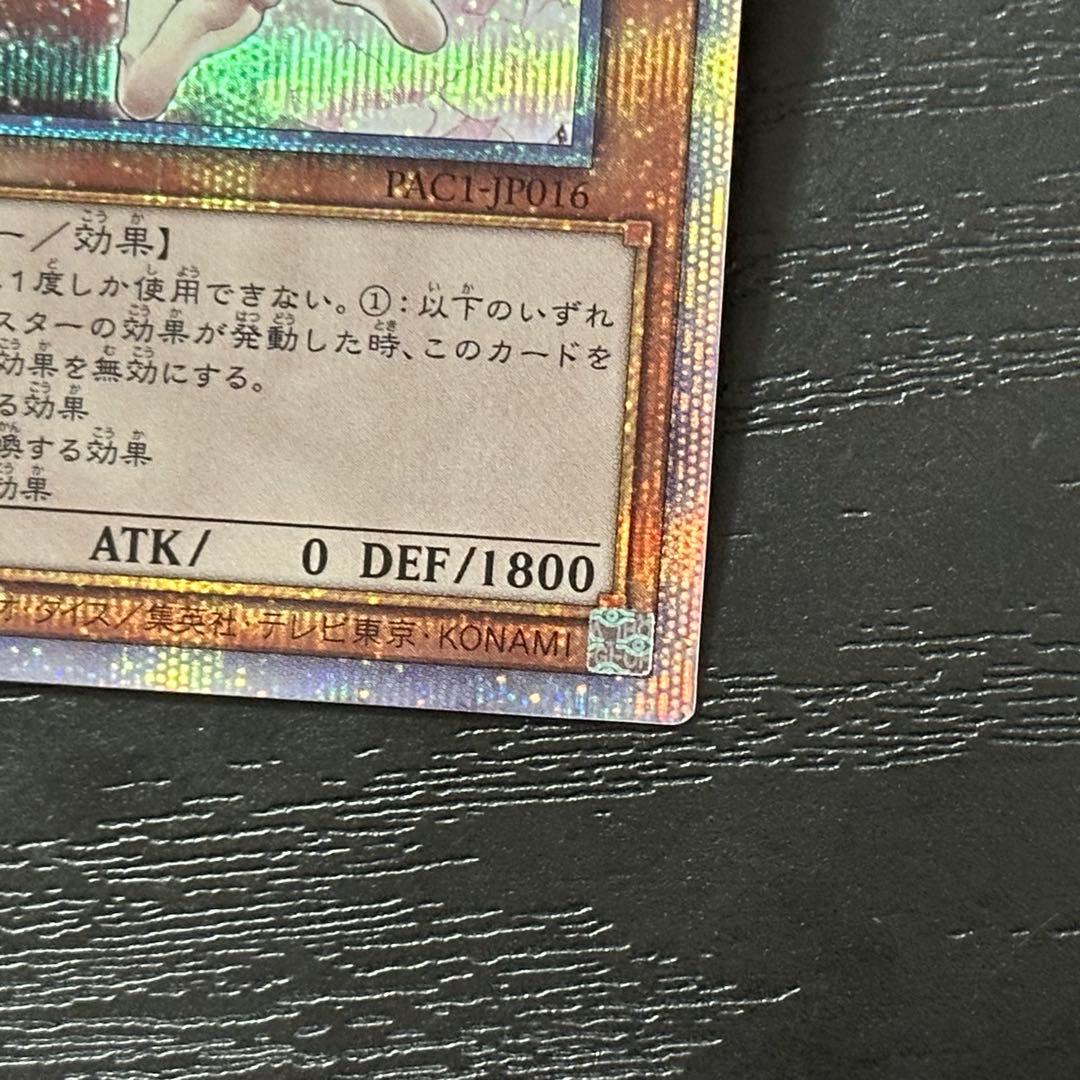 PAC1-JP016
ー／効果】
１度しか使用できない。①：以下のいずれ
スターの効果が発動した時、このカードを
効果を無効にする。
る効果
喚する効果
効果
ATK/ 0 DEF/1800
オ・ダイス／集英社・テレビ東京・KONAMI